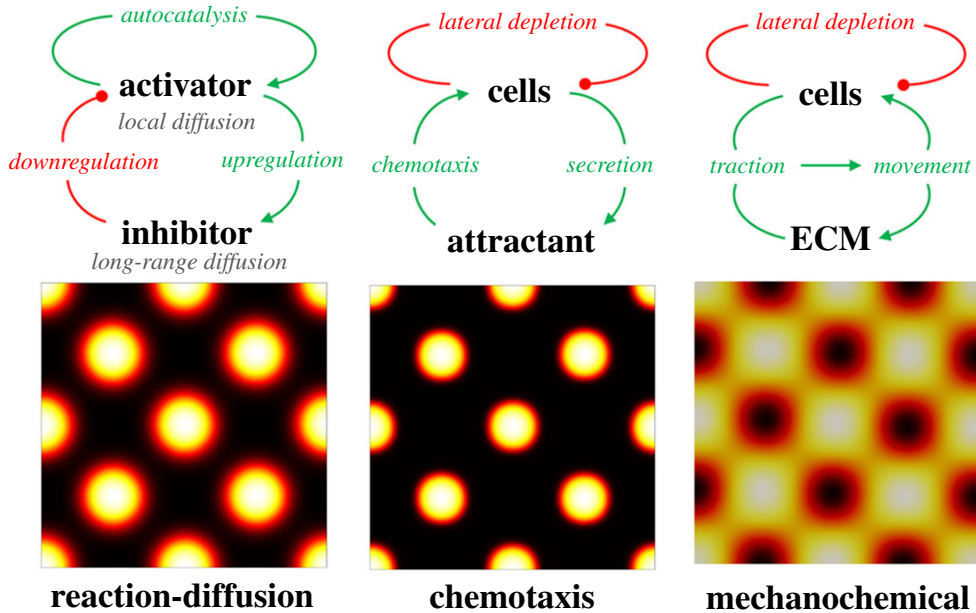 autocatalysis
activator
local diffusion
downregulation
upregulation
inhibitor
long-range diffusion
reaction-diffusion
lateral depletion
cells
chemotaxis
secretion
attractant
chemotaxis
lateral depletion
cells
traction
movement
ECM
mechanochemical